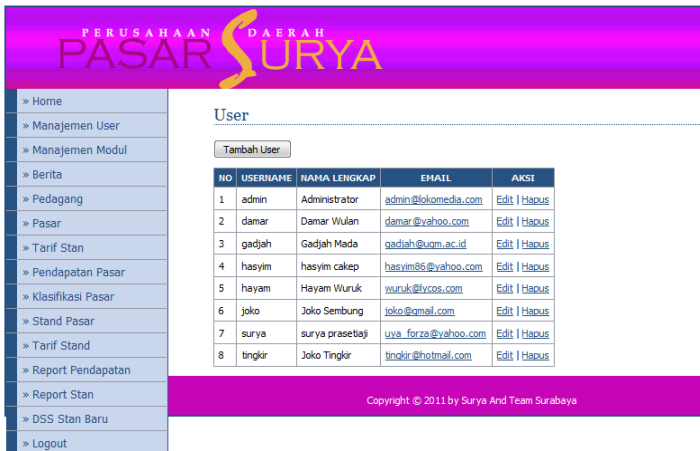 PERUSAHAAN DAERAH
PASAR SURYA
» Home
» Manajemen User
» Manajemen Modul
» Berita
» Pedagang
» Pasar
» Tarif Stan
» Pendapatan Pasar
» Klasifikasi Pasar
» Stand Pasar
» Tarif Stand
» Report Pendapatan
» Report Stan
» DSS Stan Baru
» Logout
User
Tambah User
NO USERNAME NAMA LENGKAP EMAIL AKSI
1 admin Administrator admin@lokomedia.com Edit | Hapus
2 damar Damar Wulan damar@yahoo.com Edit | Hapus
3 gadjah Gadjah Mada gadjah@ugm.ac.id Edit | Hapus
4 hasyim hasyim cakep hasyim86@yahoo.com Edit | Hapus
5 hayam Hayam Wuruk wuruk@lycos.com Edit | Hapus
6 joko Joko Sembung joko@gmail.com Edit | Hapus
7 surya surya prasetiaji uya_forza@yahoo.com Edit | Hapus
8 tingkir Joko Tingkir tingkir@hotmail.com Edit | Hapus
Copyright © 2011 by Surya And Team Surabaya